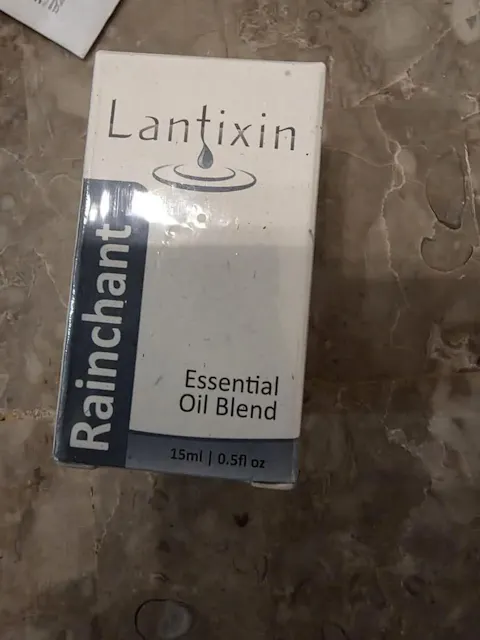 Lantixin
Rainchant
Essential
Oil Blend
15ml | 0.5fl oz